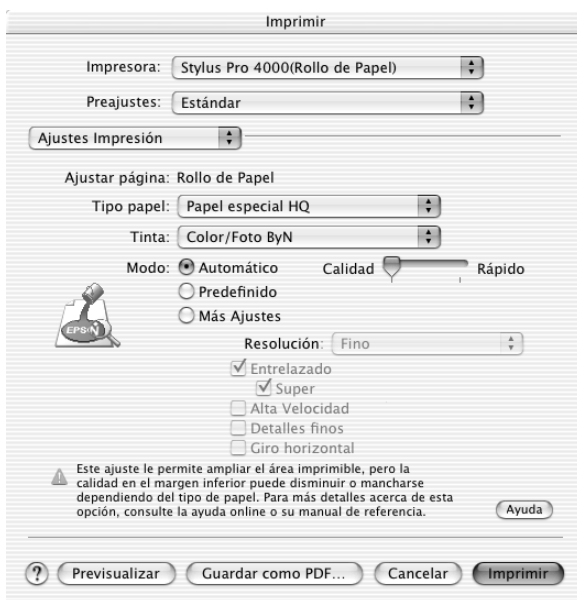 Imprimir
Impresora: Stylus Pro 4000(Rollo de Papel)
Preajustes: Estándar
Ajustes Impresión
Ajustar página: Rollo de Papel
Tipo papel: Papel especial HQ
Tinta: Color/Foto ByN
Modo: Automático Calidad Rápido
Predefinido
Más Ajustes
EPSON
Resolución: Fino
Entrelazado
Super
Alta Velocidad
Detalles finos
Giro horizontal
Este ajuste le permite ampliar el área imprimible, pero la
calidad en el margen inferior puede disminuir o mancharse
dependiendo del tipo de papel. Para más detalles acerca de esta
opción, consulte la ayuda online o su manual de referencia.
Ayuda
? Previsualizar Guardar como PDF... Cancelar Imprimir